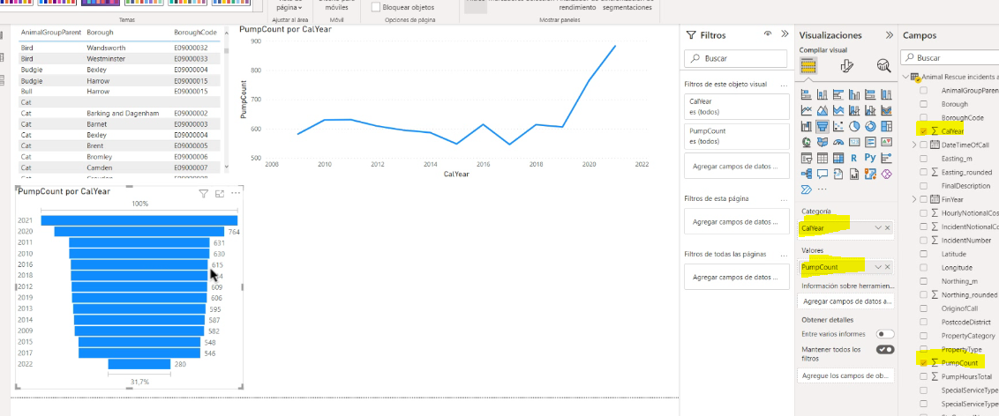 Temas
Ajustar al área
móviles
Móvil
Bloquear objetos
Opciones de página
rendimiento
segmentaciones
Mostrar paneles
AnimalGroupParent Borough BoroughCode
Bird Wandsworth E09000032
Bird Westminster E09000033
Budgie Bexley E09000004
Budgie Harrow E09000015
Bull Harrow E09000015
Cat
Cat Barking and Dagenham E09000002
Cat Barnet E09000003
Cat Bexley E09000004
Cat Brent E09000005
Cat Bromley E09000006
Cat Camden E09000007
PumpCount por CalYear
900
800
700
600
500
PumpCount
2008 2010 2012 2014 2016 2018 2020 2022
CalYear
PumpCount por CalYear
100%
2021
2020 764
2011 631
2010 630
2016 615
2018
2012 609
2019 606
2013 595
2014 587
2009 582
2015 548
2017 546
2022 280
31,7%
Filtros
Buscar
Filtros de este objeto visual ...
CalYear
es (todos)
PumpCount
es (todos)
Agregar campos de datos ...
Filtros de esta página ...
Agregar campos de datos ...
Filtros de todas las páginas ...
Agregar campos de datos ...
Visualizaciones
Compilar visual
R Py
...
Categoría
CalYear
Valores
PumpCount
Información sobre herramien...
Agregar campos de datos a...
Obtener detalles
Entre varios informes
Mantener todos los
filtros
Agregue los campos de ob...
Campos
Buscar
Animal Rescue incidents a
AnimalGroupParen
Borough
BoroughCode
CalYear
DateTimeOfCall
Easting_m
Easting_rounded
FinalDescription
FinYear
HourlyNotionalCos
IncidentNotionalCo
IncidentNumber
Latitude
Longitude
Northing_m
Northing_rounded
OriginofCall
PostcodeDistrict
PropertyCategory
PropertyType
PumpCount
PumpHoursTotal
SpecialServiceType
SpecialServiceType